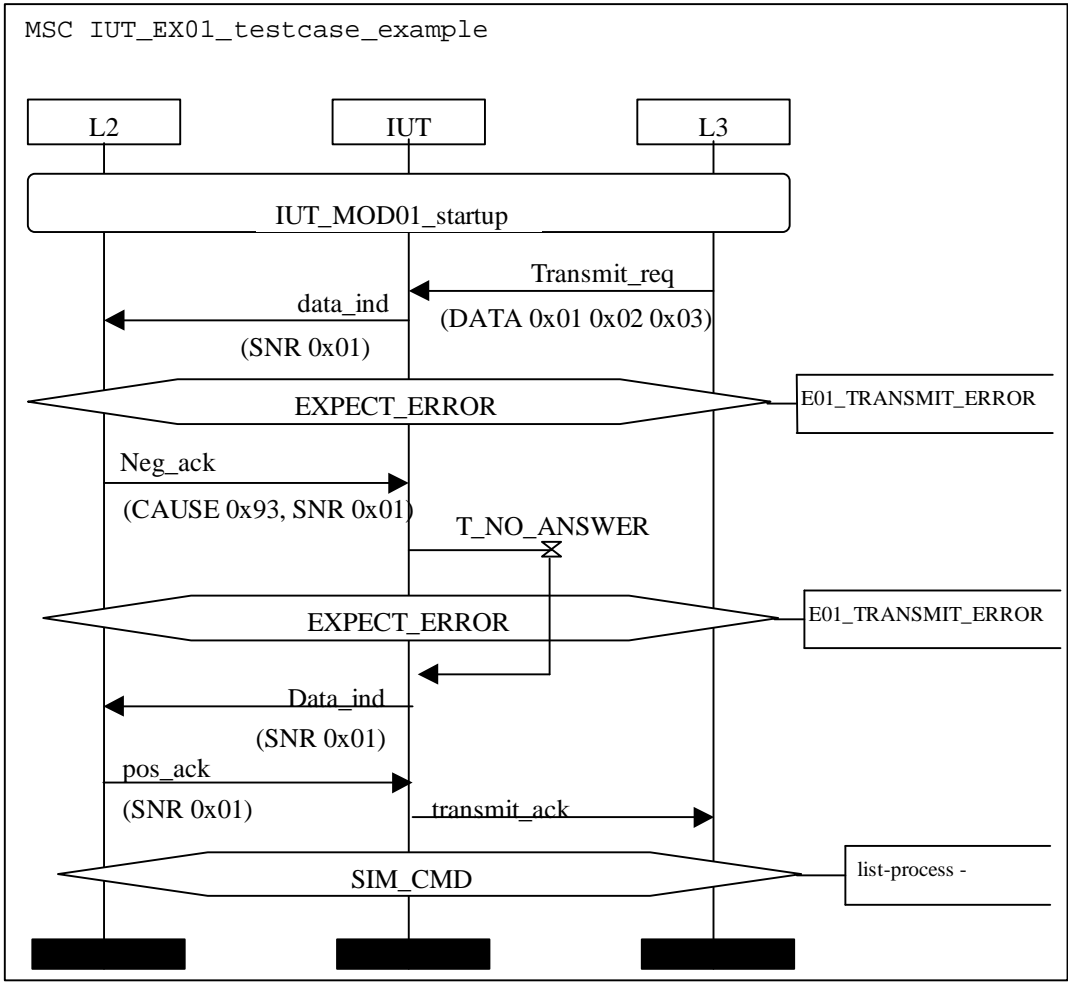 MSC IUT_EX01_testcase_example
L2
IUT
L3
IUT_MOD01_startup
Transmit_req
data_ind
(DATA 0x01 0x02 0x03)
(SNR 0x01)
EXPECT_ERROR
E01_TRANSMIT_ERROR
Neg_ack
(CAUSE 0x93, SNR 0x01)
T_NO_ANSWER
EXPECT_ERROR
E01_TRANSMIT_ERROR
Data_ind
(SNR 0x01)
pos_ack
(SNR 0x01)
transmit_ack
SIM_CMD
list-process -